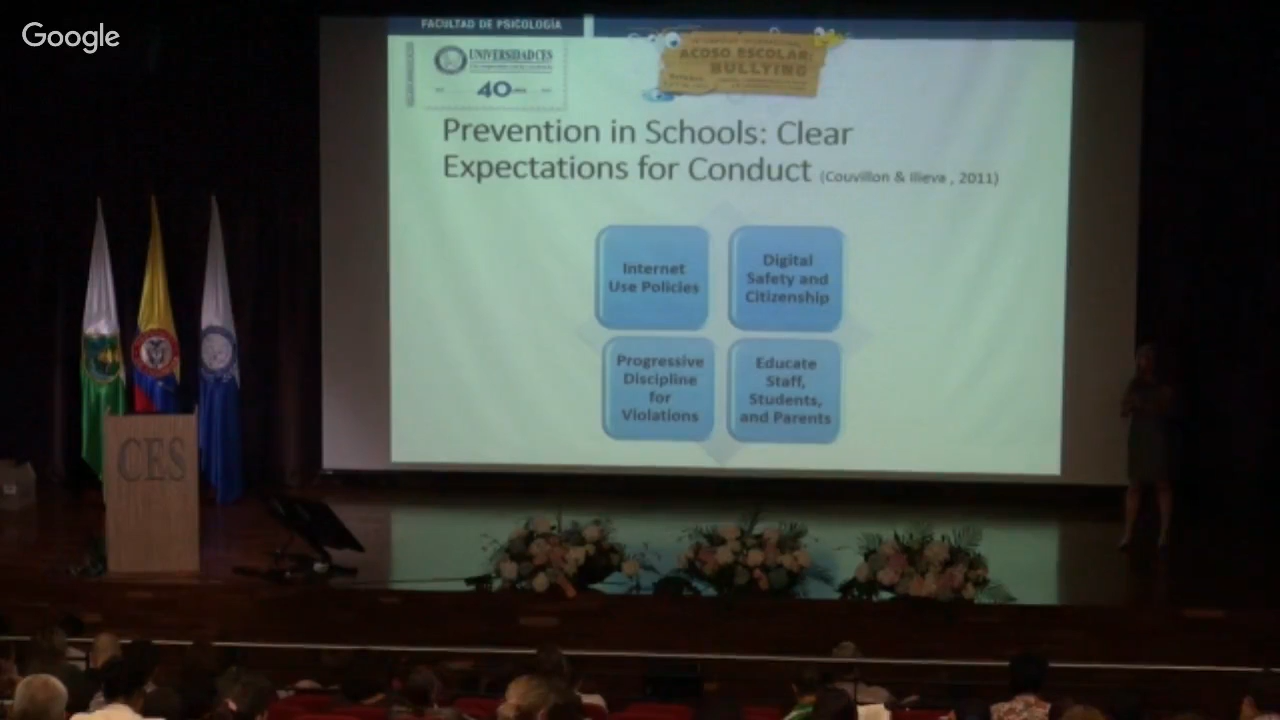 Google
FACULTAD DE PSICOLOGÍA
UNIVERSIDAD CES
40
ACOSO ESCOLAR:
BULLYING
Prevention in Schools: Clear
Expectations for Conduct (Couvillon & Ilieva , 2011)
Internet
Use Policies
Digital
Safety and
Citizenship
Progressive
Discipline
for
Violations
Educate
Staff,
Students,
and Parents
CES